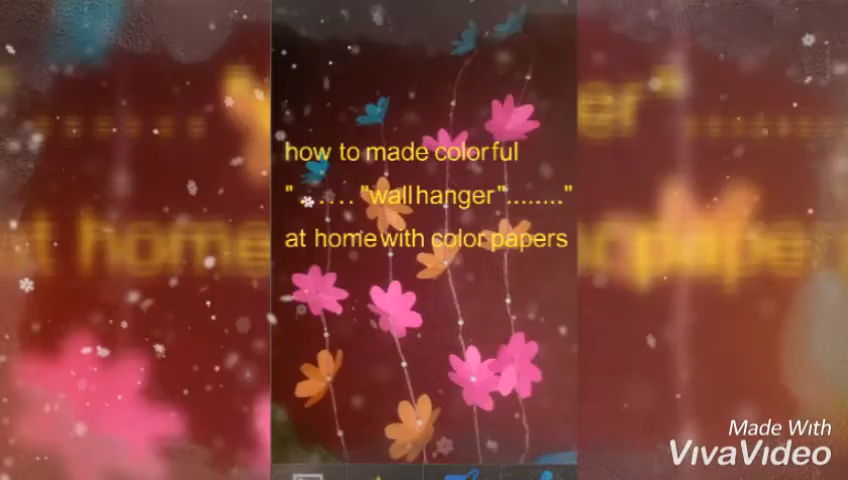 how to made colorful
" .... "wall hanger"........"
at home with color papers
Made With
VivaVideo